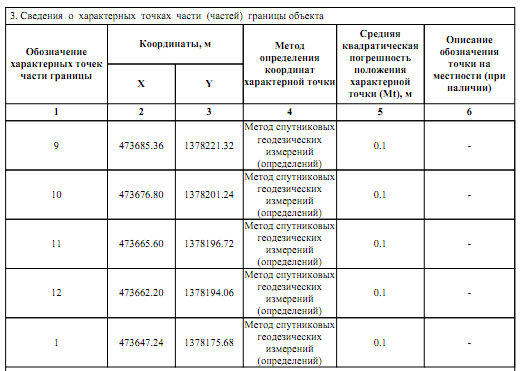 3. Сведения о характерных точках части (частей) границы объекта
Обозначение
характерных точек
части границы
Координаты, м
X
Y
Метод
определения
координат
характерной точки
Средняя
квадратическая
погрешность
положения
характерной
точки (Mt), м
Описание
обозначения
точки на
местности (при
наличии)
1 2 3 4 5 6
9 473685.36 1378221.32 Метод спутниковых
геодезических
измерений
(определений) 0.1 -
10 473676.80 1378201.24 Метод спутниковых
геодезических
измерений
(определений) 0.1 -
11 473665.60 1378196.72 Метод спутниковых
геодезических
измерений
(определений) 0.1 -
12 473662.20 1378194.06 Метод спутниковых
геодезических
измерений
(определений) 0.1 -
1 473647.24 1378175.68 Метод спутниковых
геодезических
измерений
(определений) 0.1 -